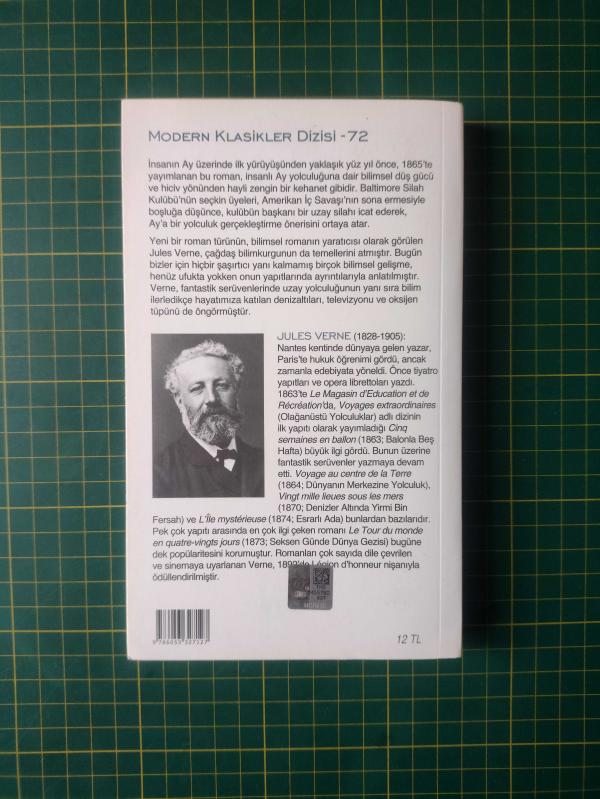 MODERN KLASİKLER DİZİSİ - 72
İnsanın Ay üzerinde ilk yürüyüşünden yaklaşık yüz yıl önce, 1865'te
yayımlanan bu roman, insanlı Ay yolculuğuna dair bilimsel düş gücü
ve hiciv yönünden hayli zengin bir kehanet gibidir. Baltimore Silah
Kulübü'nün seçkin üyeleri, Amerikan İç Savaşı'nın sona ermesiyle
boşluğa düşünce, kulübün başkanı bir uzay silahı icat ederek,
Ay'a bir yolculuk gerçekleştirme önerisini ortaya atar.
Yeni bir roman türünün, bilimsel romanın yaratıcısı olarak görülen
Jules Verne, çağdaş bilimkurgunun da temellerini atmıştır. Bugün
bizler için hiçbir şaşırtıcı yanı kalmamış birçok bilimsel gelişme,
henüz ufukta yokken onun yapıtlarında ayrıntılarıyla anlatılmıştır.
Verne, fantastik serüvenlerinde uzay yolculuğunun yanı sıra bilim
ilerledikçe hayatımıza katılan denizaltıları, televizyonu ve oksijen
tüpünü de öngörmüştür.
JULES VERNE (1828-1905):
Nantes kentinde dünyaya gelen yazar,
Paris'te hukuk öğrenimi gördü, ancak
zamanla edebiyata yöneldi. Önce tiyatro
yapıtları ve opera librettoları yazdı.
1863'te Le Magasin d'Education et de
Récréation'da, Voyages extraordinaires
(Olağanüstü Yolculuklar) adlı dizinin
ilk yapıtı olarak yayımladığı Cinq
semaines en ballon (1863; Balonla Beş
Hafta) büyük ilgi gördü. Bunun üzerine
fantastik serüvenler yazmaya devam
etti. Voyage au centre de la Terre
(1864; Dünyanın Merkezine Yolculuk),
Vingt mille lieues sous les mers
(1870; Denizler Altında Yirmi Bin
Fersah) ve L'Île mystérieuse (1874; Esrarlı Ada) bunlardan bazılarıdır.
Pek çok yapıtı arasında en çok ilgi çeken romanı Le Tour du monde
en quatre-vingts jours (1873; Seksen Günde Dünya Gezisi) bugüne
dek popülaritesini korumuştur. Romanları çok sayıda dile çevrilen
ve sinemaya uyarlanan Verne, 1892'de Légion d'honneur nişanıyla
ödüllendirilmiştir.
12 TL